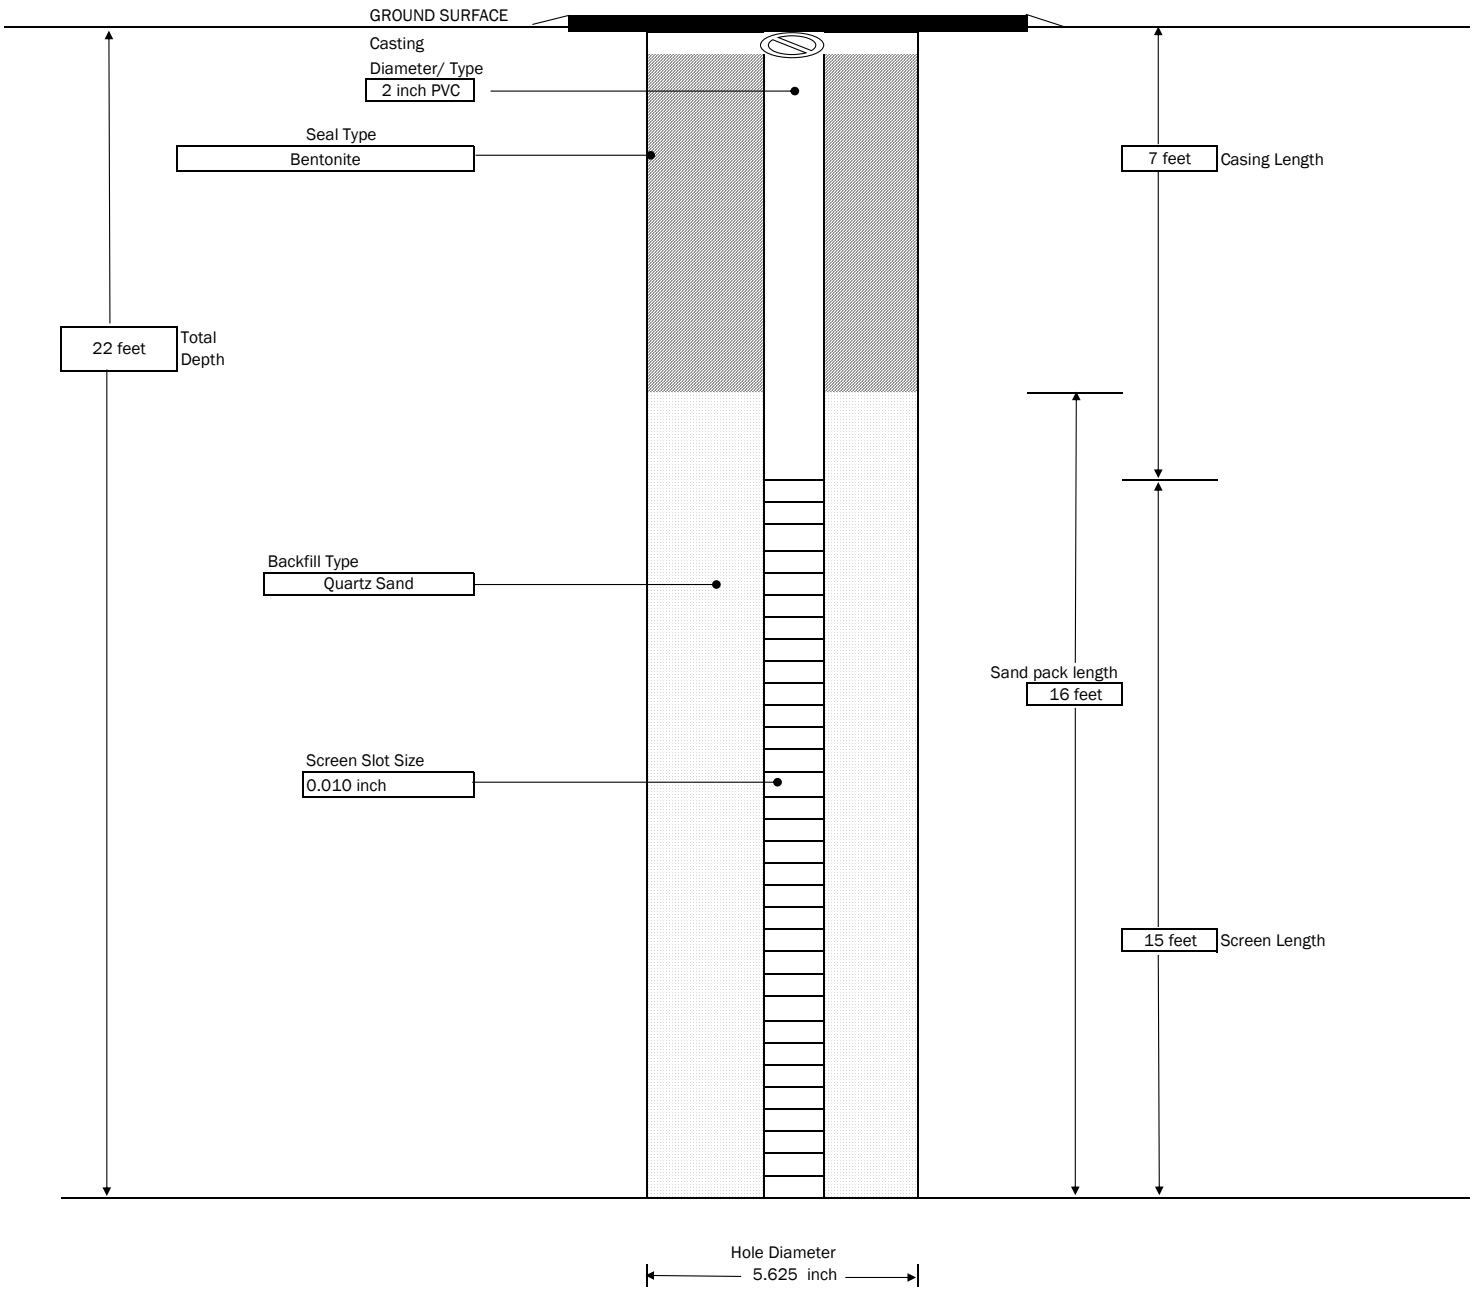 GROUND SURFACE
Casting
Diameter/ Type
2 inch PVC
Seal Type
Bentonite
7 feet
Casing Length
22 feet
Total
Depth
Backfill Type
Quartz Sand
Sand pack length
16 feet
Screen Slot Size
0.010 inch
15 feet
Screen Length
Hole Diameter
5.625 inch